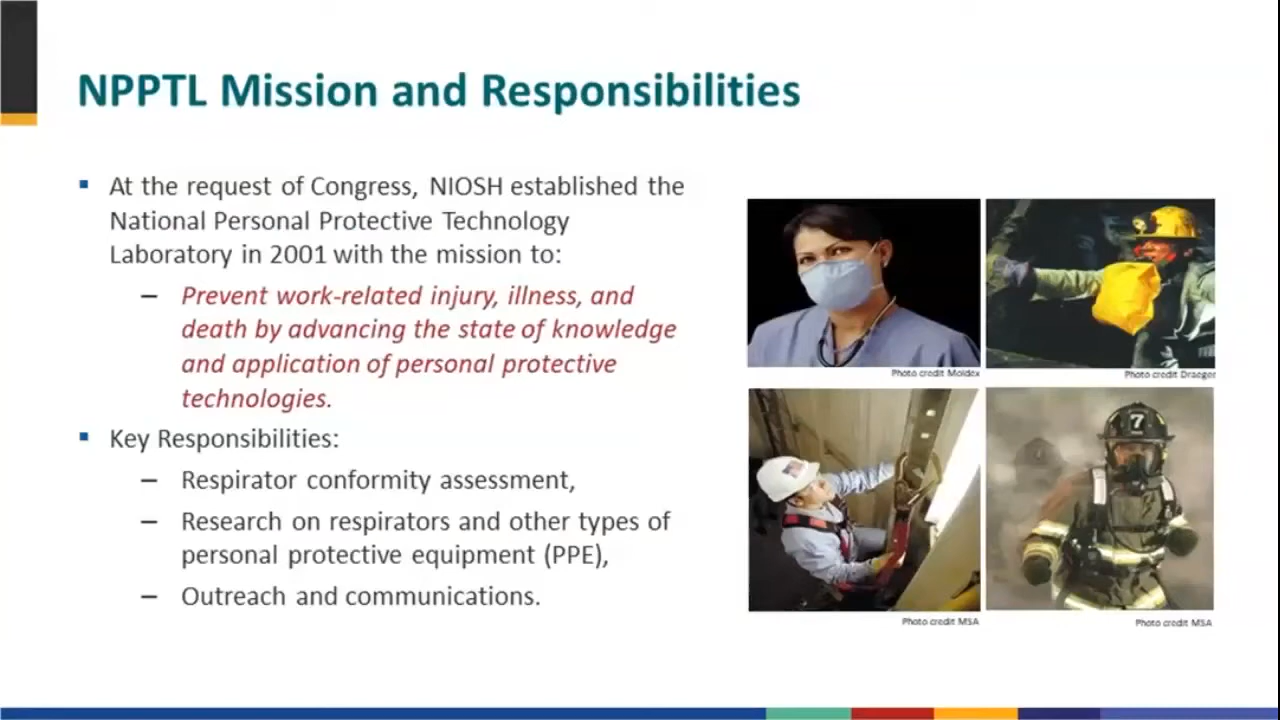 NPPTL Mission and Responsibilities
▪ At the request of Congress, NIOSH established the
National Personal Protective Technology
Laboratory in 2001 with the mission to:
– Prevent work-related injury, illness, and
death by advancing the state of knowledge
and application of personal protective
technologies.
▪ Key Responsibilities:
– Respirator conformity assessment,
– Research on respirators and other types of
personal protective equipment (PPE),
– Outreach and communications.
Photo credit Moldex
Photo credit Draeger
7
Photo credit MSA
Photo credit MSA